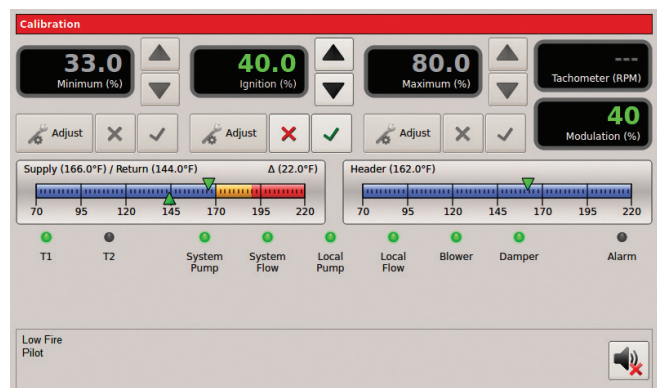 Calibration
33.0
Minimum (%)
40.0
Ignition (%)
80.0
Maximum (%)
---
Tachometer (RPM)
Adjust
Adjust
Adjust
40
Modulation (%)
Supply (166.0°F) / Return (144.0°F) Δ (22.0°F)
70 95 120 145 170 195 220
Header (162.0°F)
70 95 120 145 170 195 220
T1
T2
System Pump
System Flow
Local Pump
Local Flow
Blower
Damper
Alarm
Low Fire
Pilot